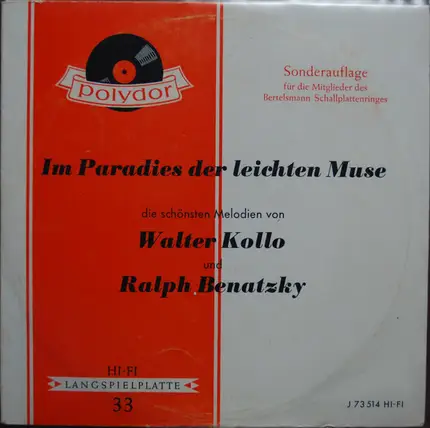 polydor
Sonderauflage
für die Mitglieder des
Bertelsmann Schallplattenringes
Im Paradies der leichten Muse
die schönsten Melodien von
Walter Kollo
und
Ralph Benatzky
HI-FI
LANGSPIELPLATTE
33
J 73 514 HI-FI